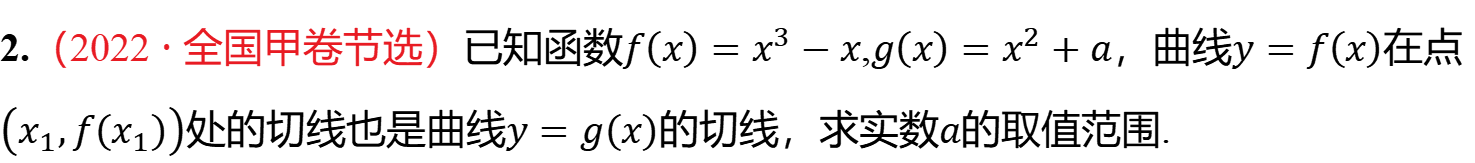 2.（2022 · 全国甲卷节选）已知函数f(x) = x³ − x,g(x) = x² + a，曲线y = f(x)在点
(x₁, f(x₁))处的切线也是曲线y = g(x)的切线，求实数a的取值范围.